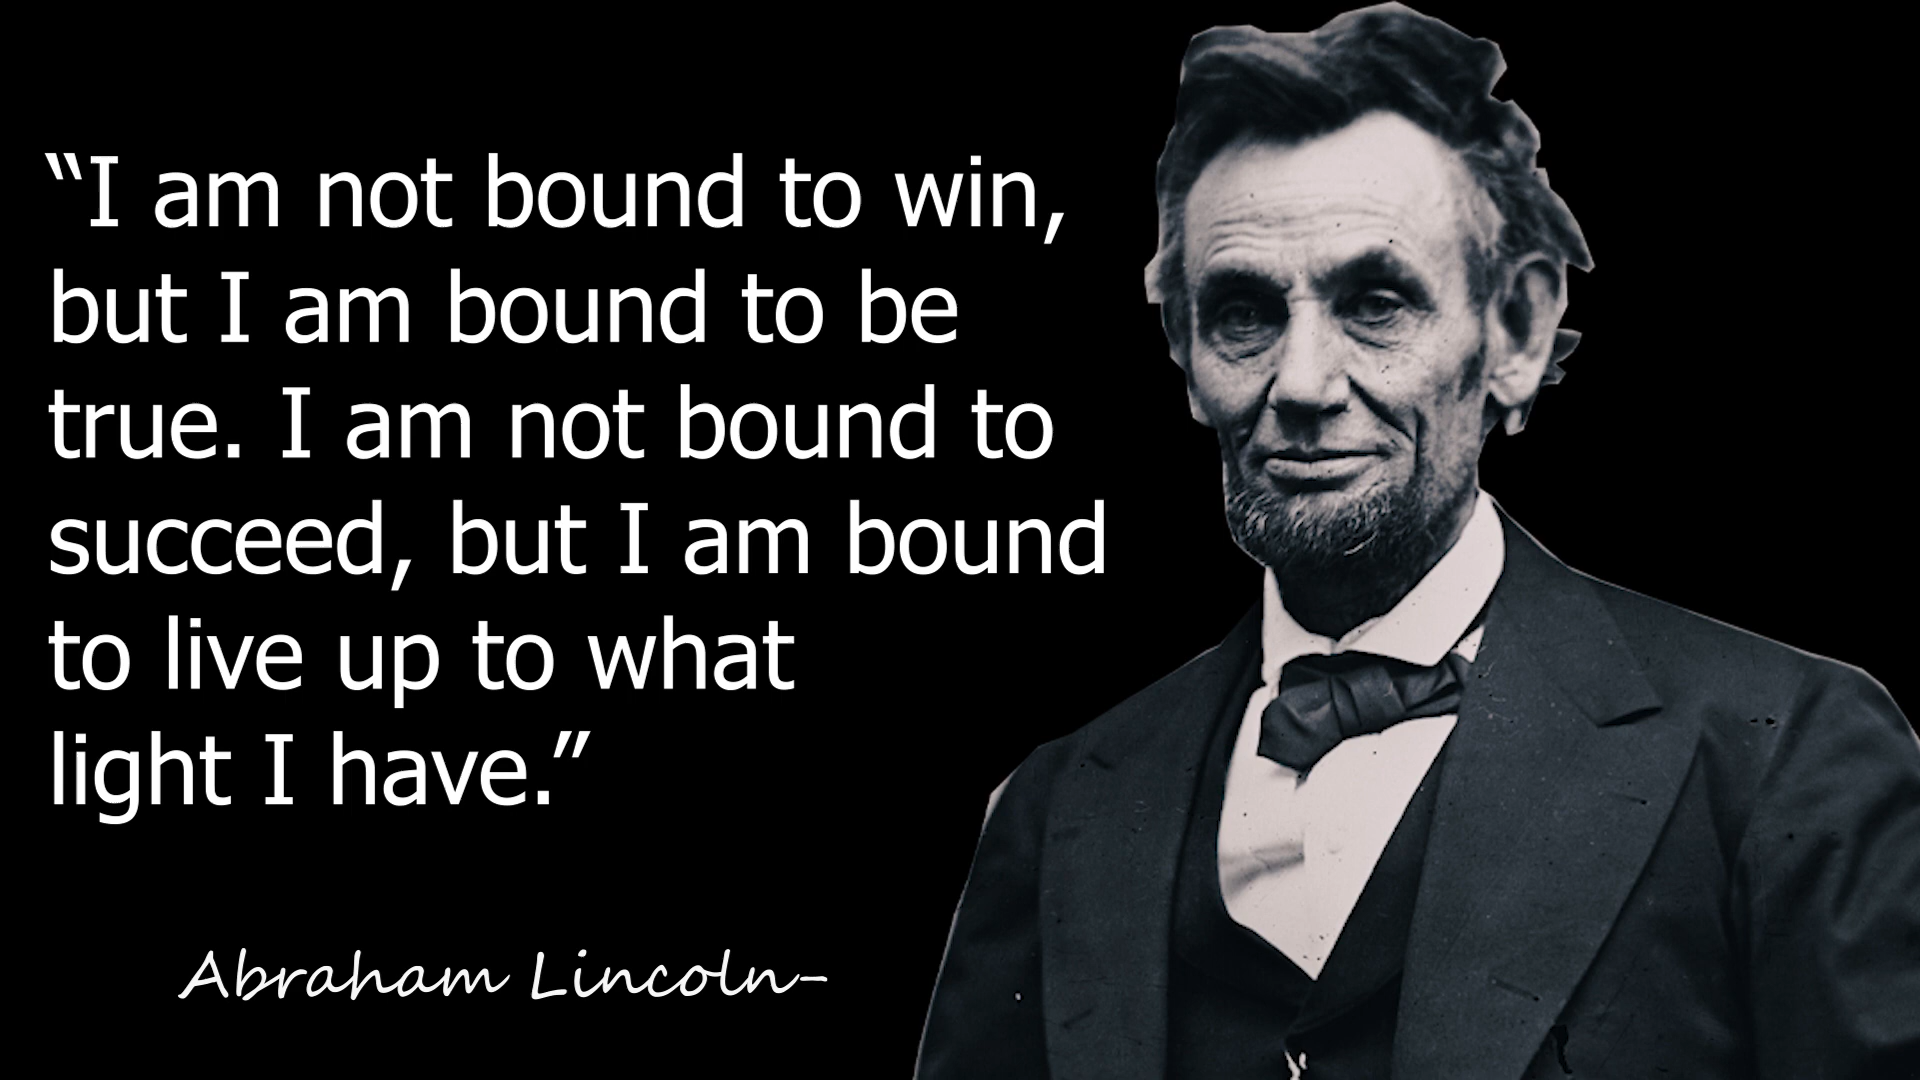 “I am not bound to win,
but I am bound to be
true. I am not bound to
succeed, but I am bound
to live up to what
light I have.”
Abraham Lincoln-